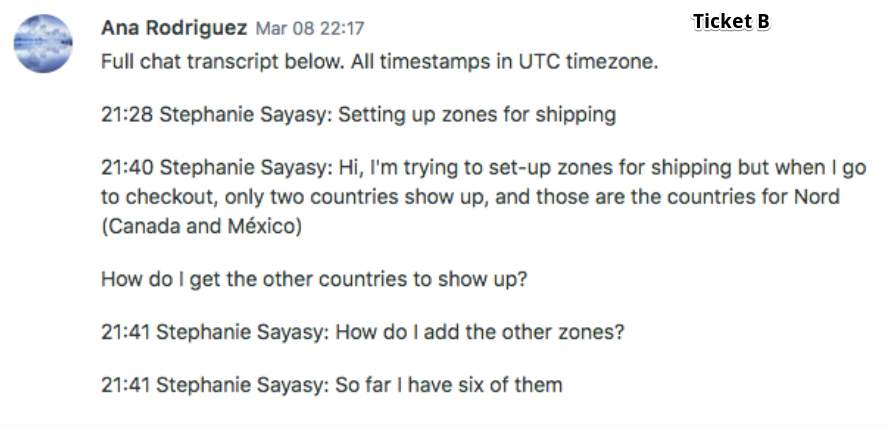 Ana Rodriguez Mar 08 22:17
Ticket B
Full chat transcript below. All timestamps in UTC timezone.
21:28 Stephanie Sayasy: Setting up zones for shipping
21:40 Stephanie Sayasy: Hi, I'm trying to set-up zones for shipping but when I go
to checkout, only two countries show up, and those are the countries for Nord
(Canada and México)
How do I get the other countries to show up?
21:41 Stephanie Sayasy: How do I add the other zones?
21:41 Stephanie Sayasy: So far I have six of them